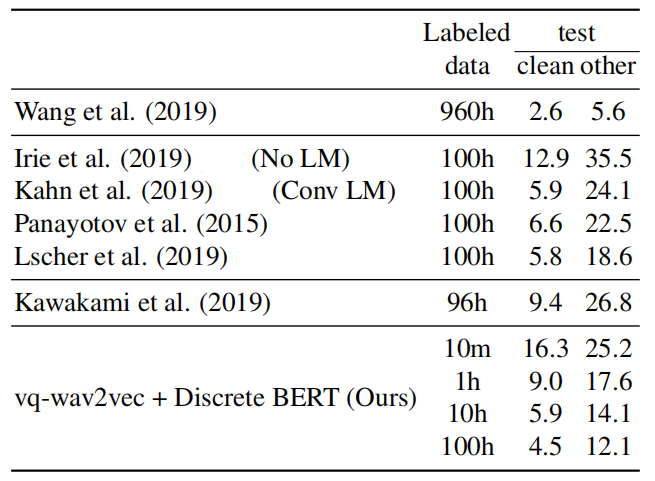 Labeled test
data clean other
Wang et al. (2019) 960h 2.6 5.6
Irie et al. (2019) (No LM) 100h 12.9 35.5
Kahn et al. (2019) (Conv LM) 100h 5.9 24.1
Panayotov et al. (2015) 100h 6.6 22.5
Lscher et al. (2019) 100h 5.8 18.6
Kawakami et al. (2019) 96h 9.4 26.8
10m 16.3 25.2
1h 9.0 17.6
vq-wav2vec + Discrete BERT (Ours)
10h 5.9 14.1
100h 4.5 12.1